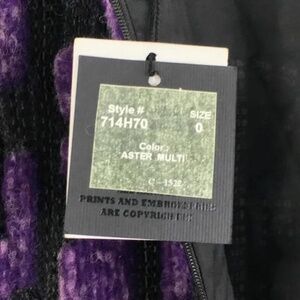 Style #
714H70
SIZE
0
Color:
ASTER MULTI
PRINTS AND EMBROIDERIES
ARE COPYRIGHTED